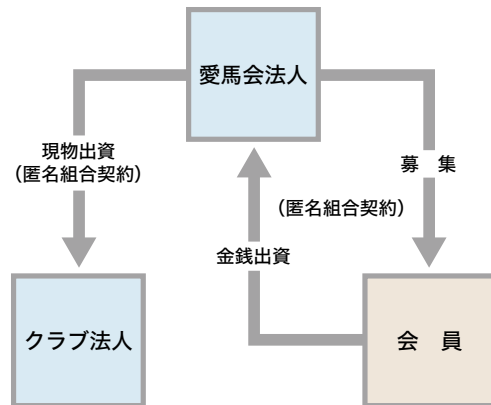 愛馬会法人
現物出資
（匿名組合契約）
募　集
（匿名組合契約）
金銭出資
クラブ法人
会　員